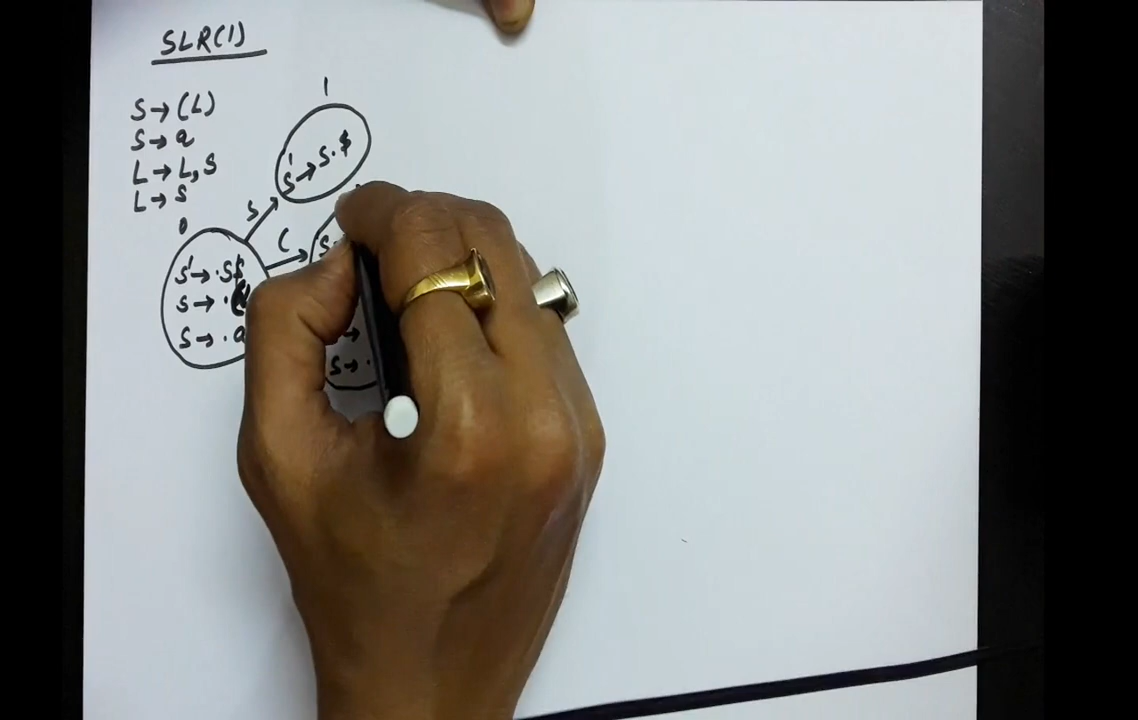 SLR(1)
S→(L)
S→a
L→L,S
L→S
1
S'→S.$
S
0
(
S'→.S$
S→.
S→.a
S→.